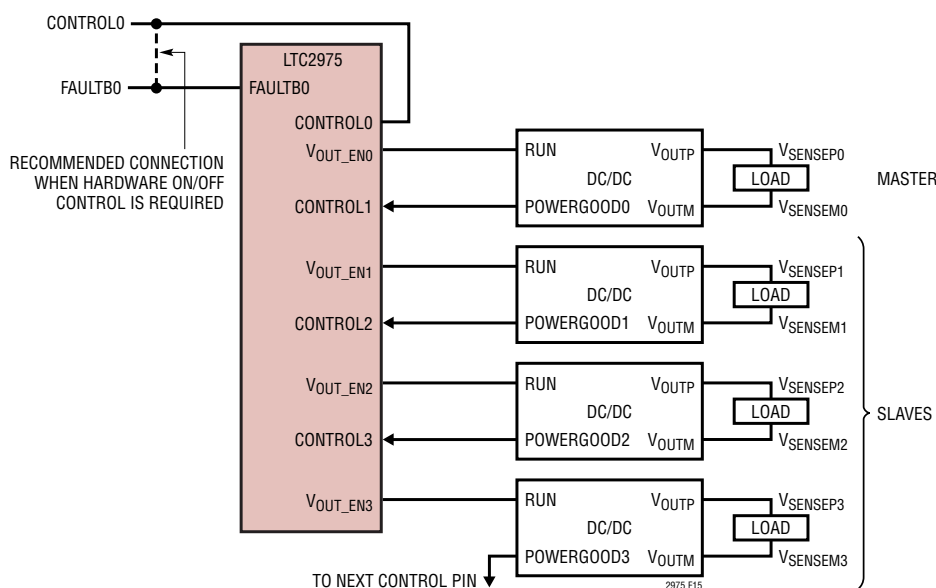 CONTROL0
FAULTB0
RECOMMENDED CONNECTION
WHEN HARDWARE ON/OFF
CONTROL IS REQUIRED
LTC2975
FAULTB0
CONTROL0
VOUT_EN0
CONTROL1
VOUT_EN1
CONTROL2
VOUT_EN2
CONTROL3
VOUT_EN3
TO NEXT CONTROL PIN
RUN VOUTP
DC/DC
POWERGOOD0 VOUTM
VSENSEP0
LOAD
VSENSEM0
MASTER
RUN VOUTP
DC/DC
POWERGOOD1 VOUTM
VSENSEP1
LOAD
VSENSEM1
RUN VOUTP
DC/DC
POWERGOOD2 VOUTM
VSENSEP2
LOAD
VSENSEM2
SLAVES
RUN VOUTP
DC/DC
POWERGOOD3 VOUTM
VSENSEP3
LOAD
VSENSEM3
2975 F15